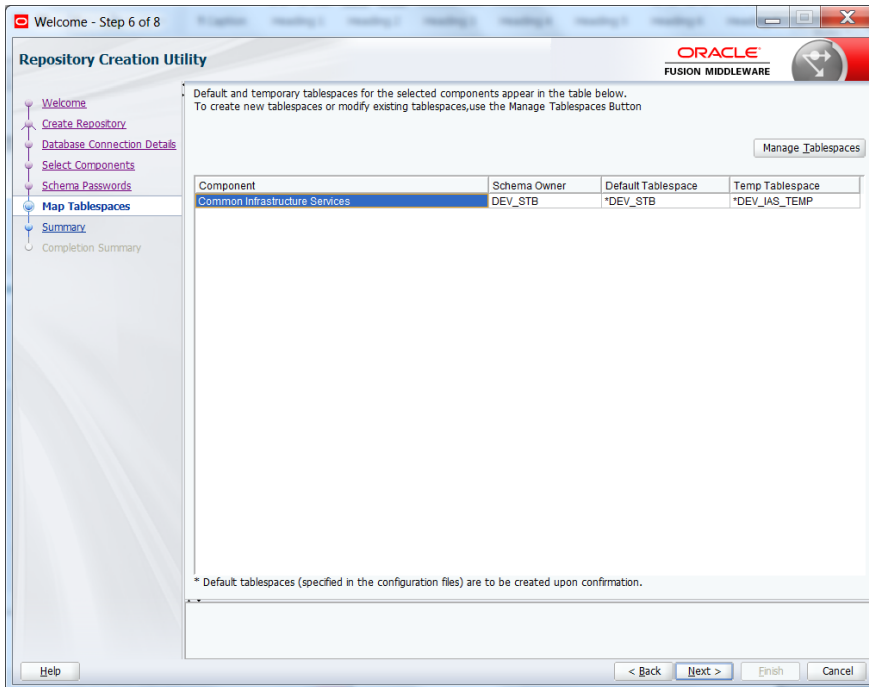 Welcome - Step 6 of 8
Repository Creation Utility
ORACLE
FUSION MIDDLEWARE
Welcome
Create Repository
Database Connection Details
Select Components
Schema Passwords
Map Tablespaces
Summary
Completion Summary
Default and temporary tablespaces for the selected components appear in the table below.
To create new tablespaces or modify existing tablespaces,use the Manage Tablespaces Button
Manage Tablespaces
Component Schema Owner Default Tablespace Temp Tablespace
Common Infrastructure Services DEV_STB *DEV_STB *DEV_IAS_TEMP
* Default tablespaces (specified in the configuration files) are to be created upon confirmation.
Help < Back Next > Finish Cancel